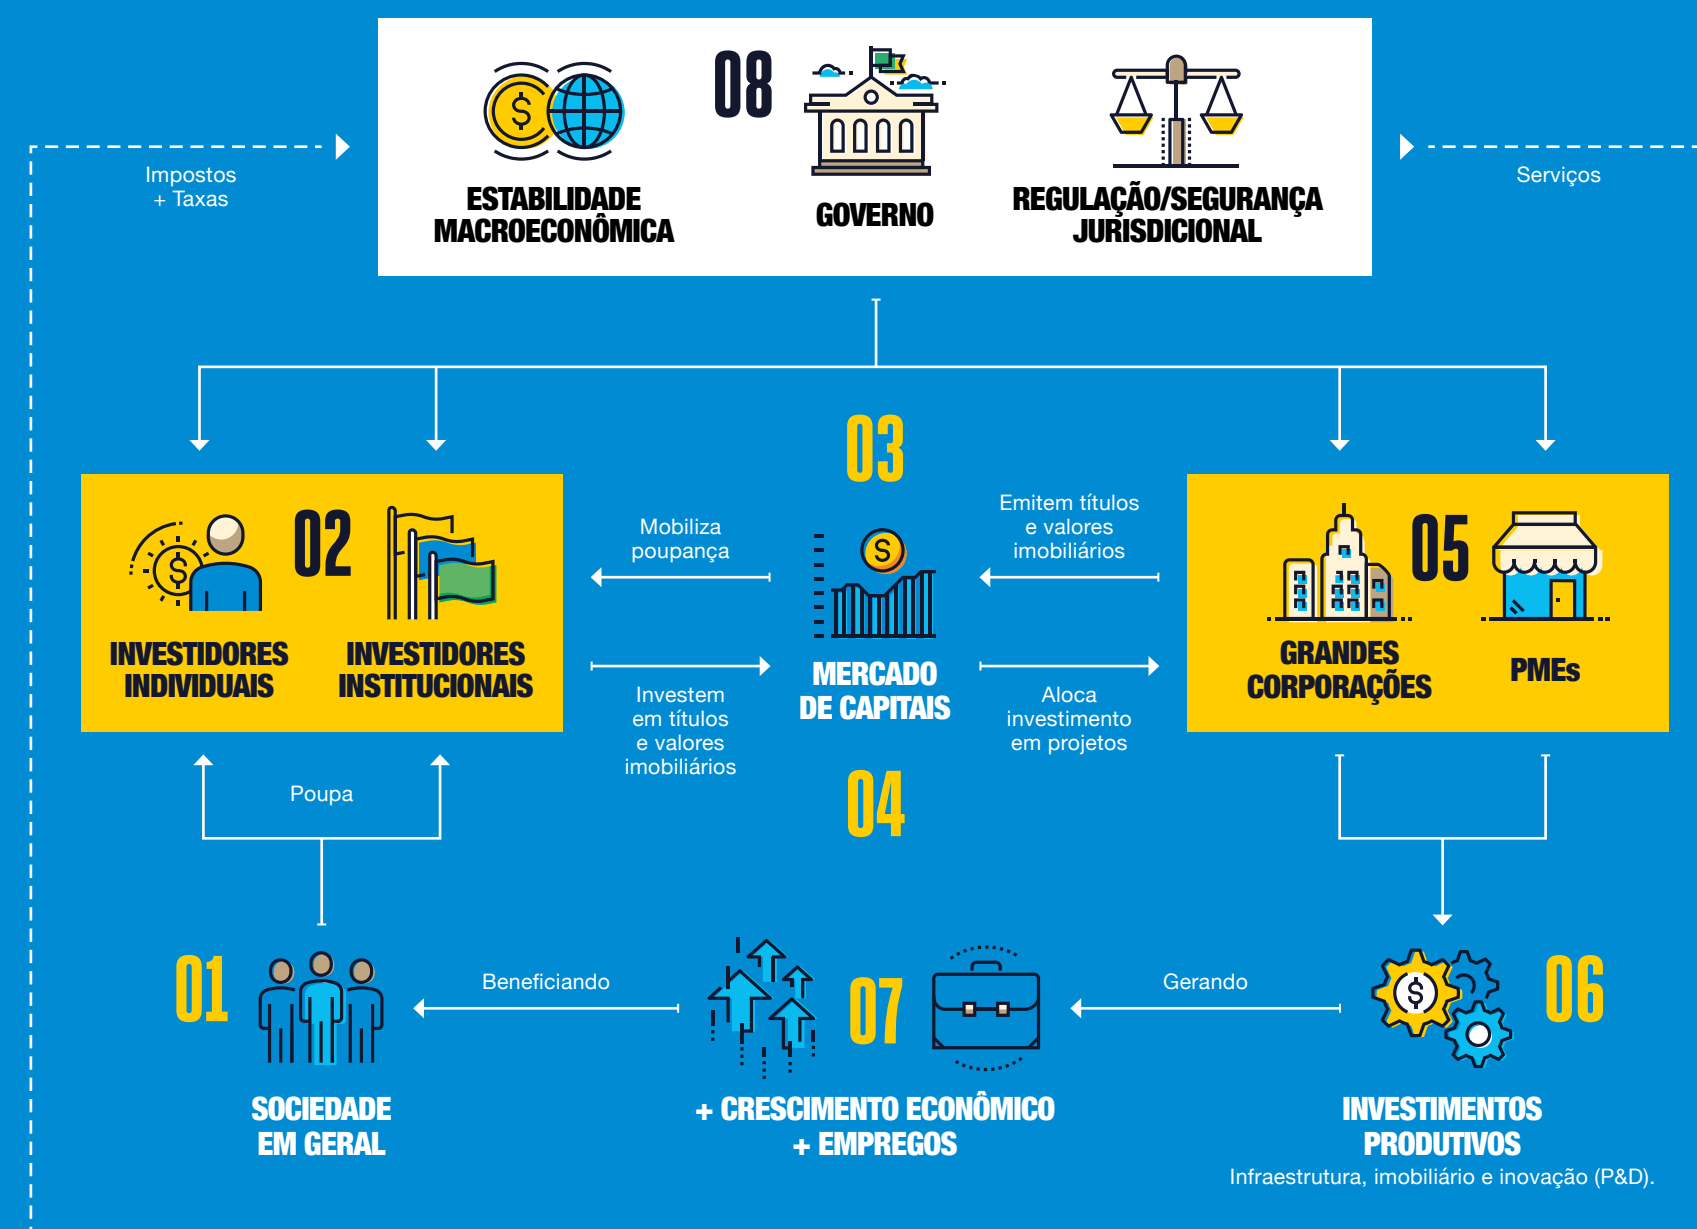 08
ESTABILIDADE
MACROECONÔMICA
GOVERNO
REGULAÇÃO/SEGURANÇA
JURISDICIONAL
Impostos
+ Taxas
Serviços
03
02
INVESTIDORES
INDIVIDUAIS
INVESTIDORES
INSTITUCIONAIS
Mobiliza
poupança
Investem
em títulos
e valores
imobiliários
MERCADO
DE CAPITAIS
Emitem títulos
e valores
imobiliários
Aloca
investimento
em projetos
05
GRANDES
CORPORAÇÕES
PMEs
04
Poupa
01
SOCIEDADE
EM GERAL
Beneficiando
07
+ CRESCIMENTO ECONÔMICO
+ EMPREGOS
Gerando
06
INVESTIMENTOS
PRODUTIVOS
Infraestrutura, imobiliário e inovação (P&D).